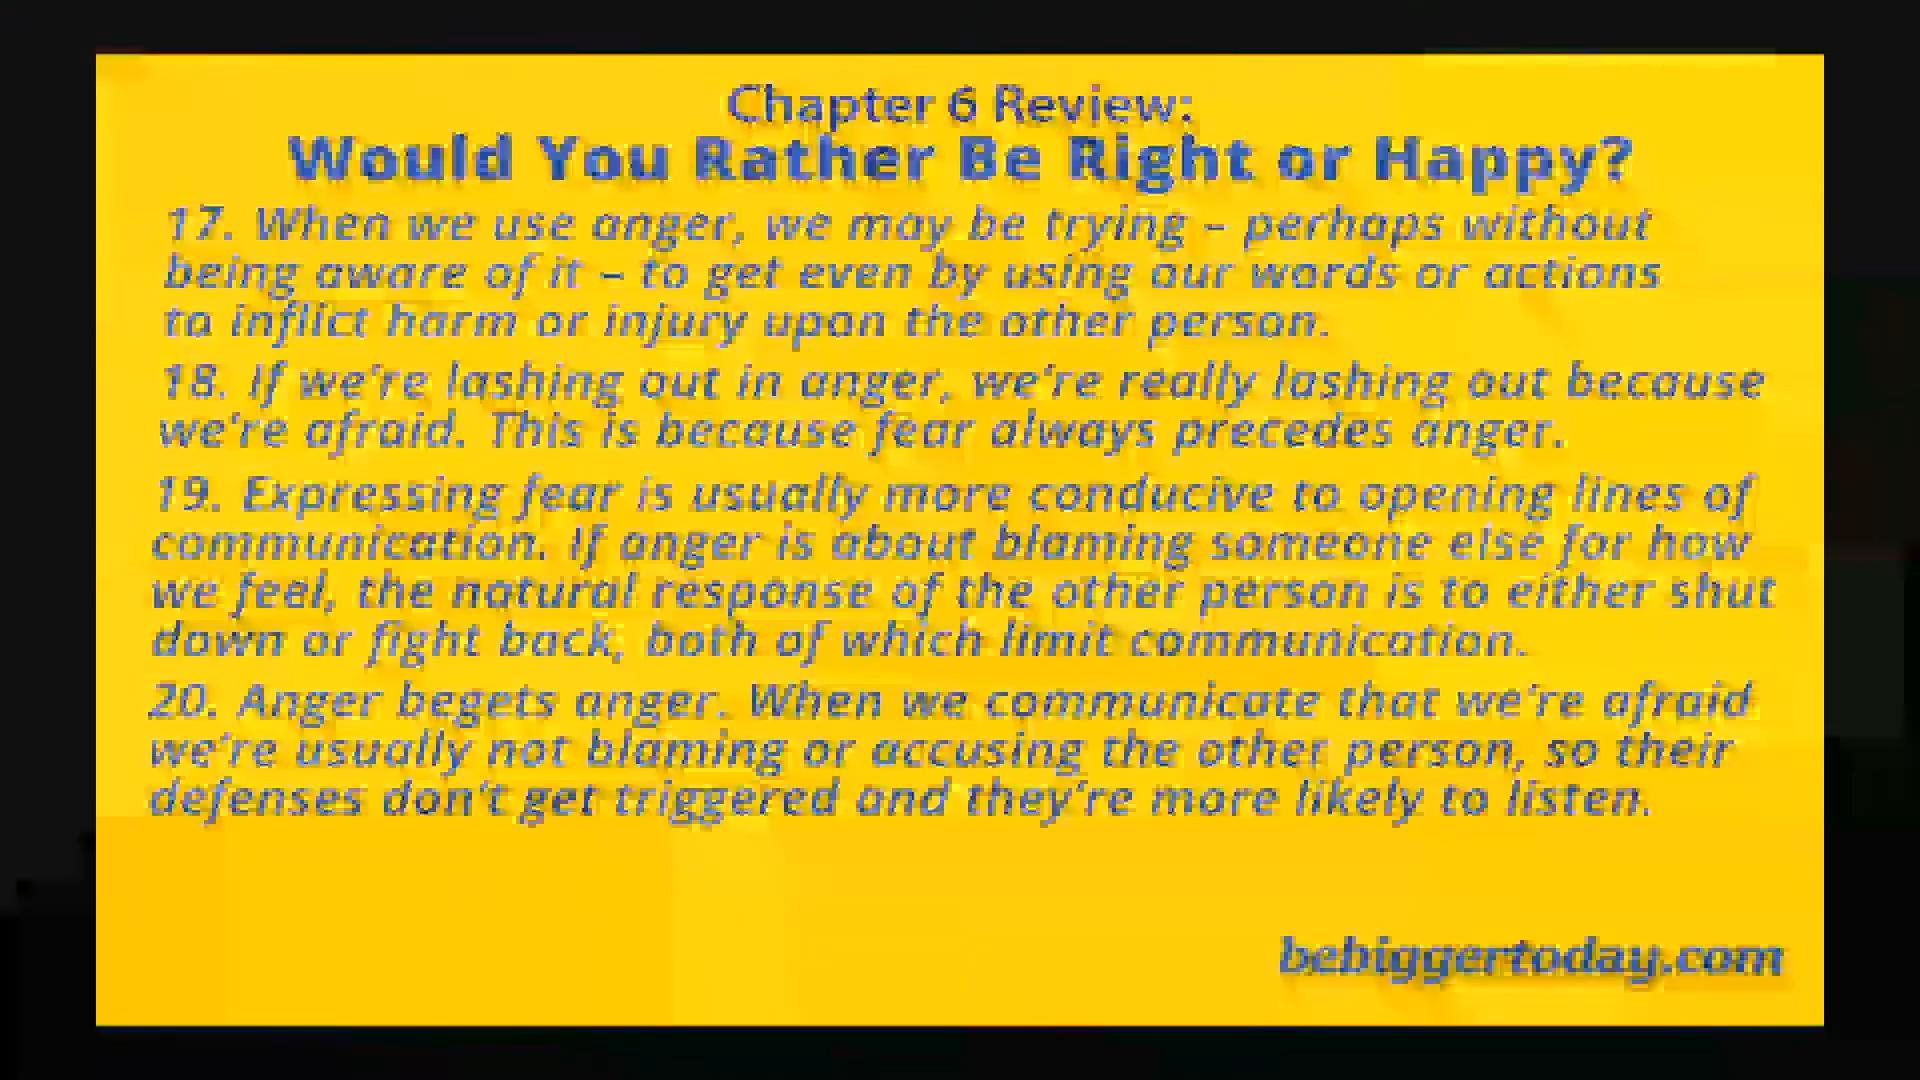 Chapter 6 Review:
Would You Rather Be Right or Happy?
17. When we use anger, we may be trying – perhaps without
being aware of it – to get even by using our words or actions
to inflict harm or injury upon the other person.
18. If we're lashing out in anger, we're really lashing out because
we're afraid. This is because fear always precedes anger.
19. Expressing fear is usually more conducive to opening lines of
communication. If anger is about blaming someone else for how
we feel, the natural response of the other person is to either shut
down or fight back, both of which limit communication.
20. Anger begets anger. When we communicate that we're afraid
we're usually not blaming or accusing the other person, so their
defenses don't get triggered and they're more likely to listen.
bebiggertoday.com